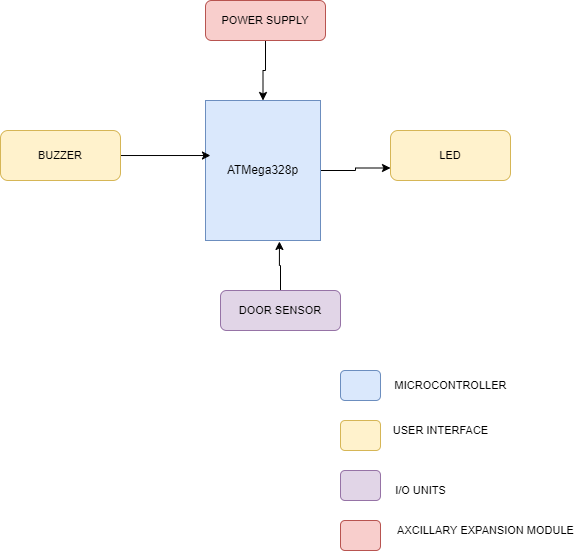 POWER SUPPLY
BUZZER
ATMega328p
LED
DOOR SENSOR
MICROCONTROLLER
USER INTERFACE
I/O UNITS
AXCILLARY EXPANSION MODULE